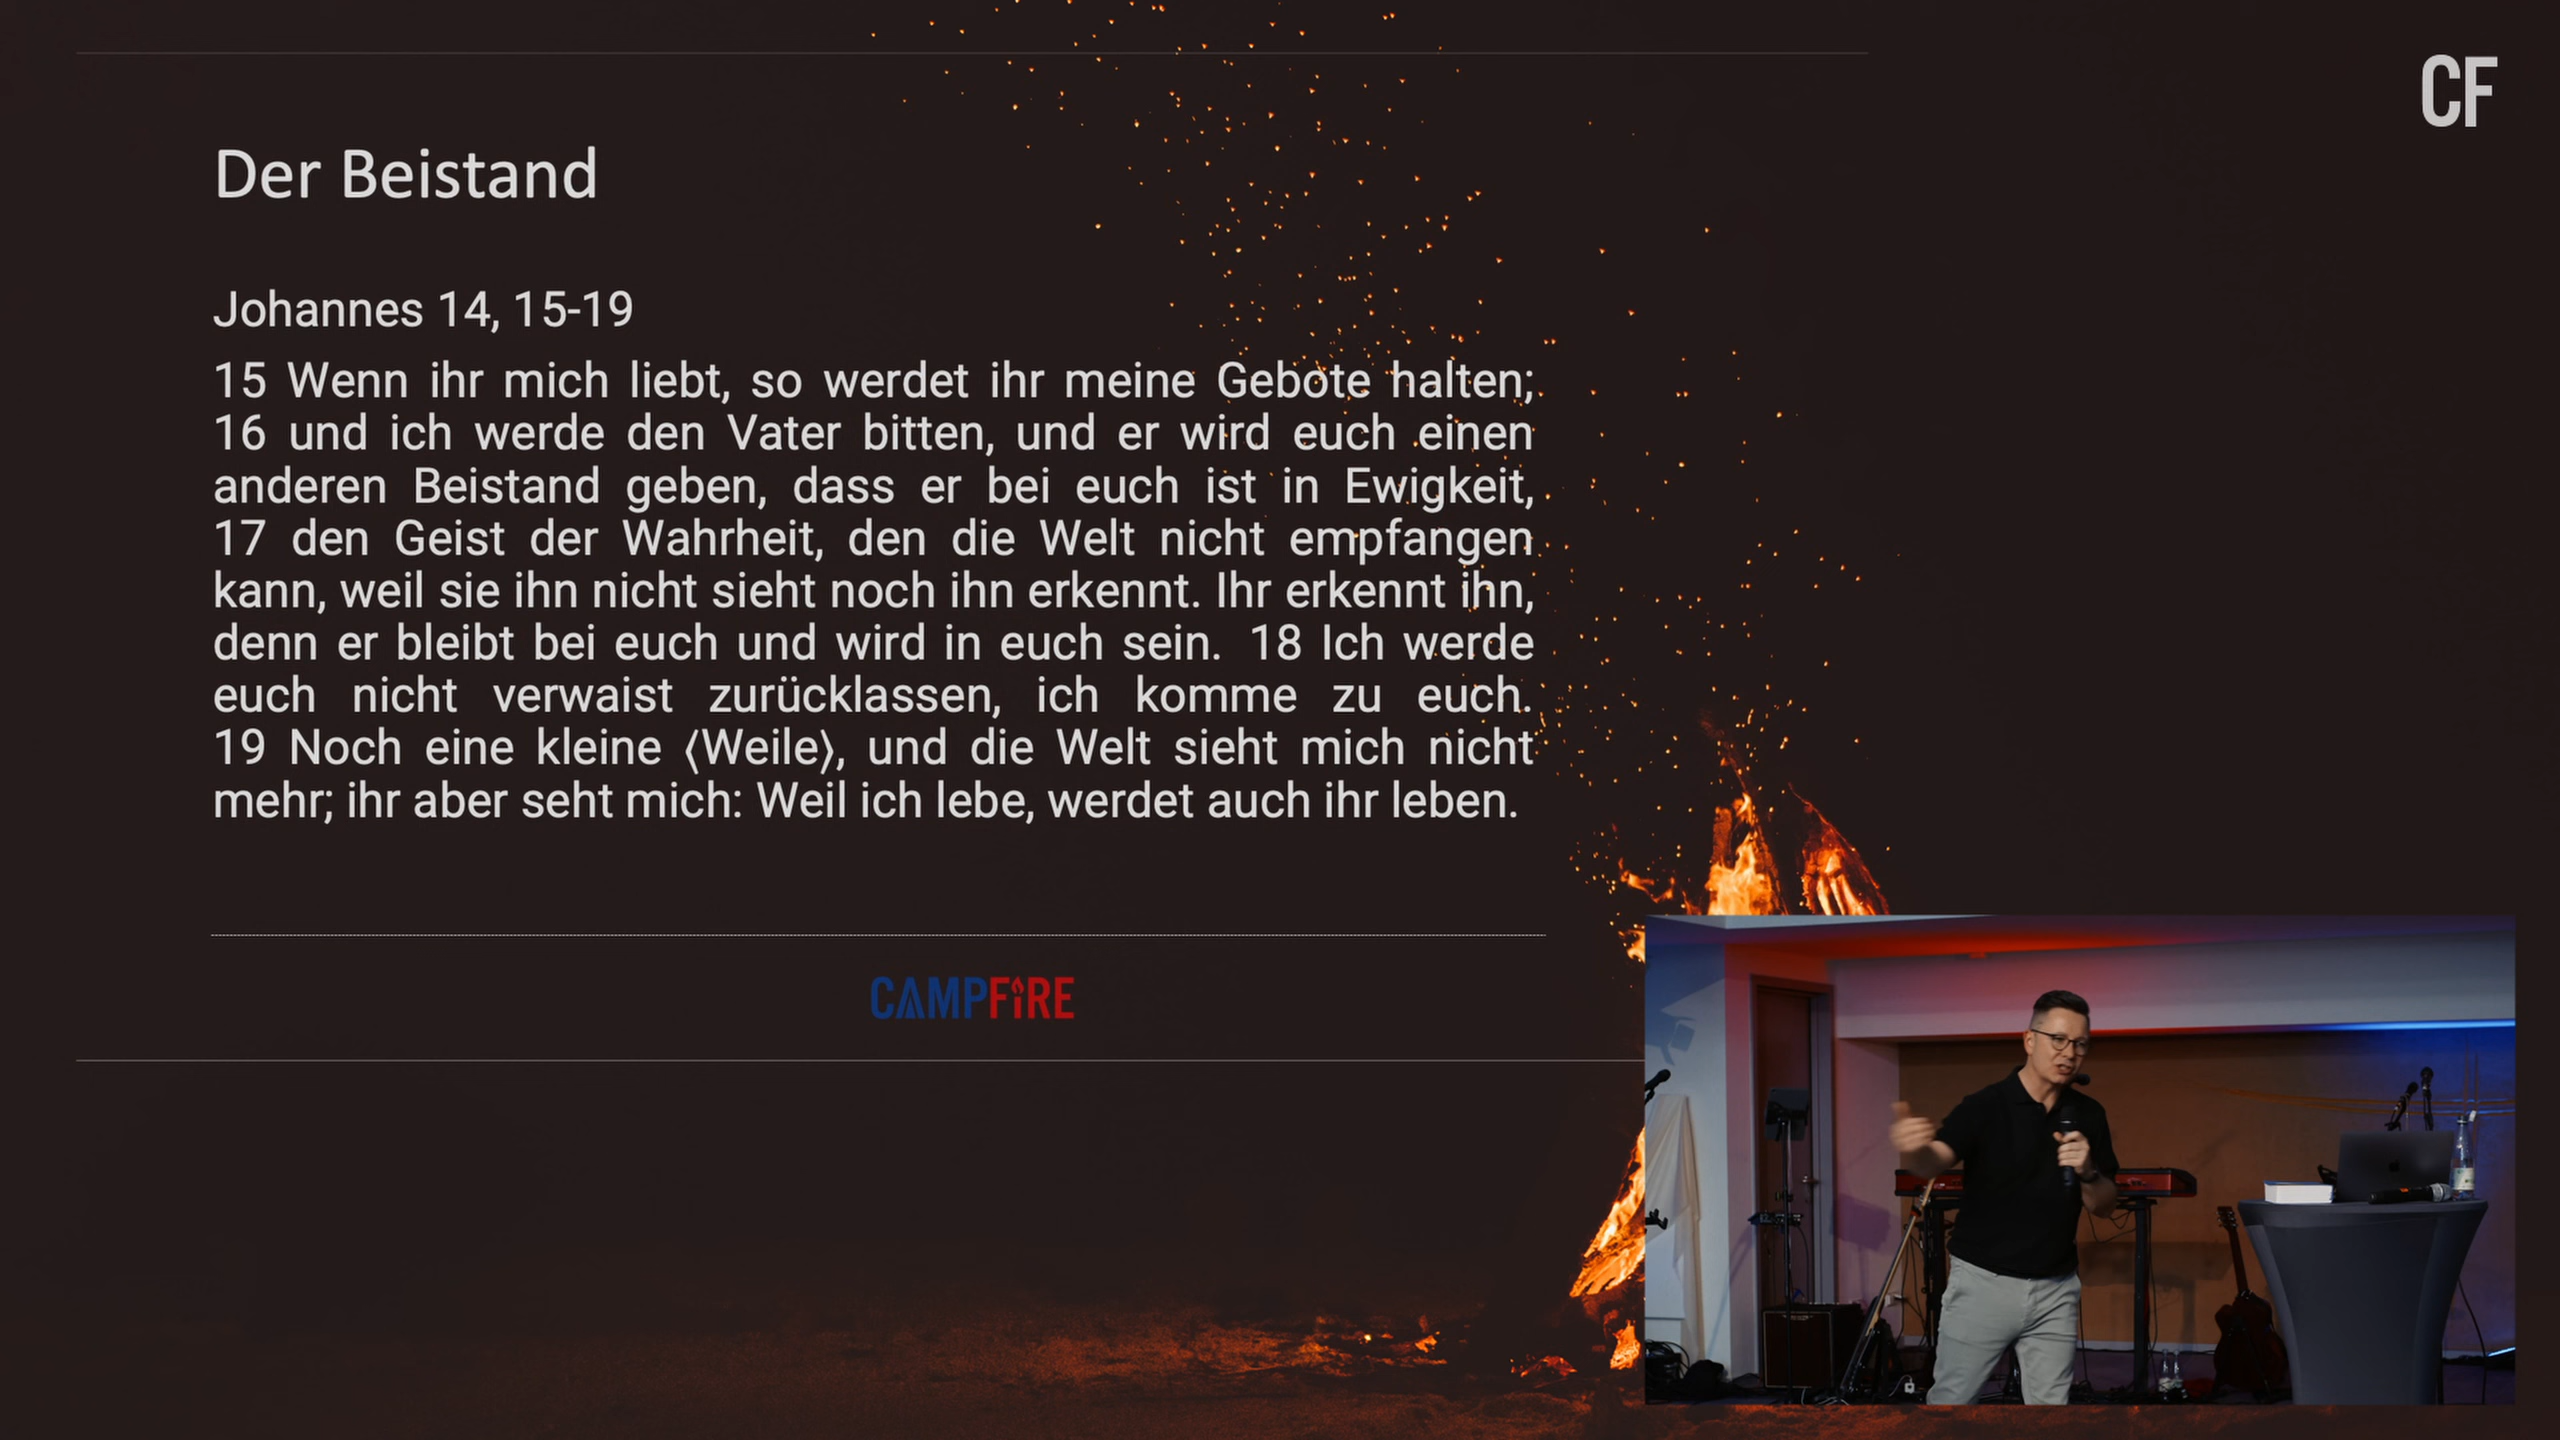 CF
Der Beistand
Johannes 14, 15-19
15 Wenn ihr mich liebt, so werdet ihr meine Gebote halten;
16 und ich werde den Vater bitten, und er wird euch einen
anderen Beistand geben, dass er bei euch ist in Ewigkeit,
17 den Geist der Wahrheit, den die Welt nicht empfangen
kann, weil sie ihn nicht sieht noch ihn erkennt. Ihr erkennt ihn,
denn er bleibt bei euch und wird in euch sein. 18 Ich werde
euch nicht verwaist zurücklassen, ich komme zu euch.
19 Noch eine kleine ⟨Weile⟩, und die Welt sieht mich nicht
mehr; ihr aber seht mich: Weil ich lebe, werdet auch ihr leben.
CAMPFiRE